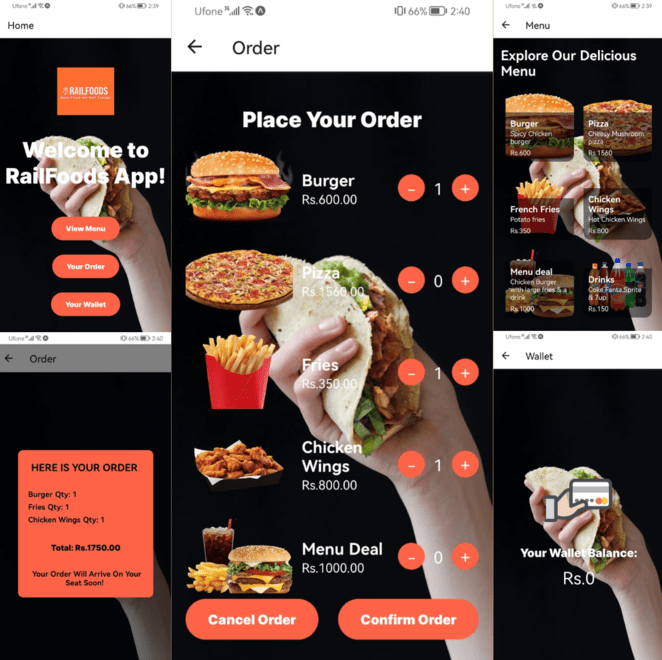 Ufone 66% 2:39
Home
RAILFOODS
Welcome to
RailFoods App!
View Menu
Your Order
Your Wallet
Ufone 66% 2:40
Order
HERE IS YOUR ORDER
Burger Qty: 1
Fries Qty: 1
Chicken Wings Qty: 1
Total: Rs.1750.00
Your Order Will Arrive On Your
Seat Soon!
Ufone 66% 2:40
Order
Place Your Order
Burger
Rs.600.00
- 1 +
Pizza
Rs.1560.00
- 0 +
Fries
Rs.350.00
- 1 +
Chicken
Wings
Rs.800.00
- 1 +
Menu Deal
Rs.1000.00
- 0 +
Cancel Order
Confirm Order
Ufone 66% 2:39
Menu
Explore Our Delicious
Menu
Burger
Spicy Chicken
burger
Rs.600
Pizza
Cheesy Mushroom
pizza
Rs.1560
French Fries
Potato fries
Rs.350
Chicken
Wings
Hot Chicken Wings
Rs.800
Menu deal
Chicken Burger
with large fries & a
drink
Rs.1000
Drinks
Coke,Fanta,Sprite
& 7up
Rs.150
Ufone 66% 2:40
Wallet
Your Wallet Balance:
Rs.0